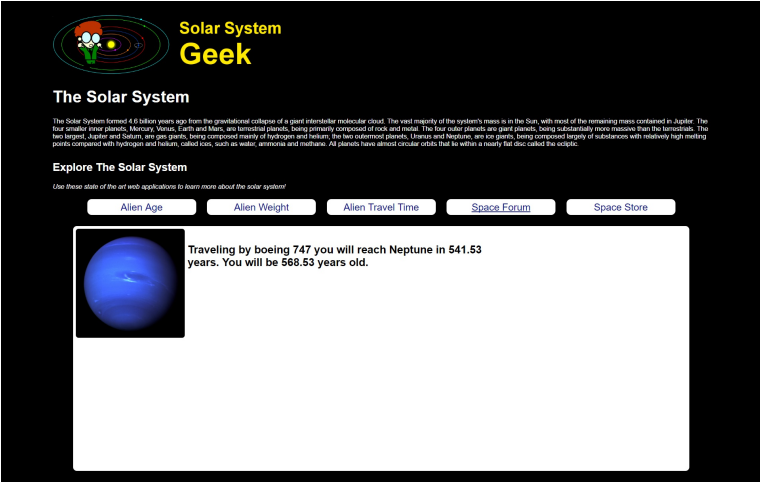 Solar System
Geek
The Solar System
The Solar System formed 4.6 billion years ago from the gravitational collapse of a giant interstellar molecular cloud. The vast majority of the system's mass is in the Sun, with most of the remaining mass contained in Jupiter. The
four smaller inner planets, Mercury, Venus, Earth and Mars, are terrestrial planets, being primarily composed of rock and metal. The four outer planets are giant planets, being substantially more massive than the terrestrials. The
two largest, Jupiter and Saturn, are gas giants, being composed mainly of hydrogen and helium; the two outermost planets, Uranus and Neptune, are ice giants, being composed largely of substances with relatively high melting
points compared with hydrogen and helium, called ices, such as water, ammonia and methane. All planets have almost circular orbits that lie within a nearly flat disc called the ecliptic.
Explore The Solar System
Use these state of the art web applications to learn more about the solar system!
Alien Age Alien Weight Alien Travel Time Space Forum Space Store
Traveling by boeing 747 you will reach Neptune in 541.53
years. You will be 568.53 years old.